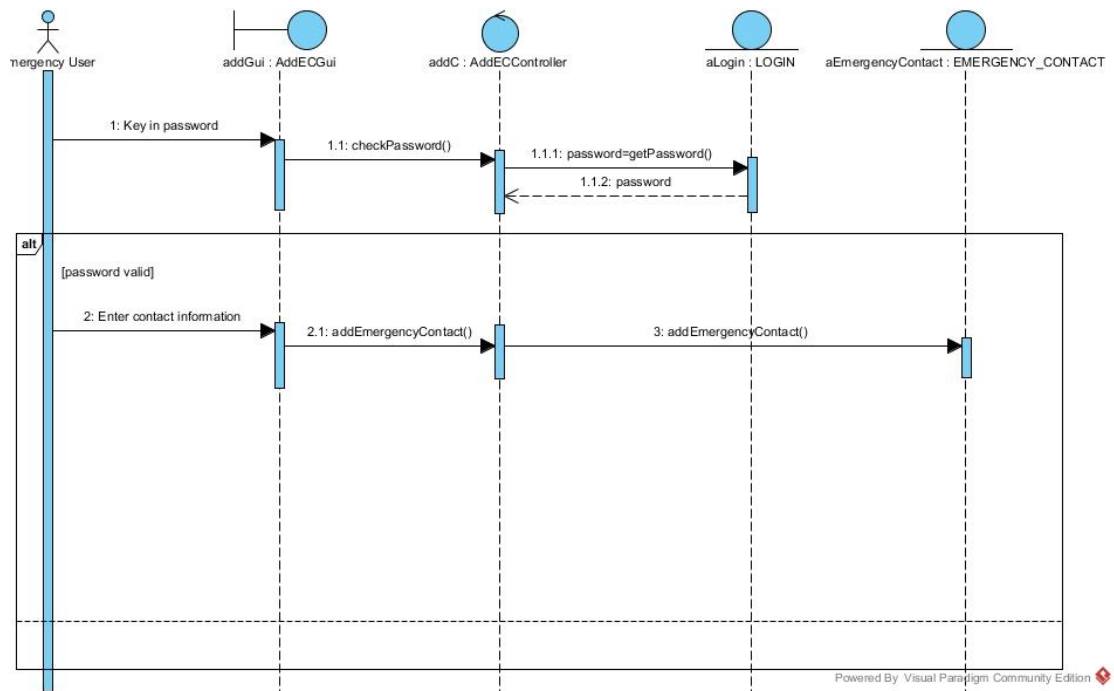 mergency User
addGui : AddECGui
addC : AddECController
aLogin : LOGIN
aEmergencyContact : EMERGENCY_CONTACT
1: Key in password
1.1: checkPassword()
1.1.1: password=getPassword()
1.1.2: password
alt
[password valid]
2: Enter contact information
2.1: addEmergencyContact()
3: addEmergencyContact()
Powered By Visual Paradigm Community Edition